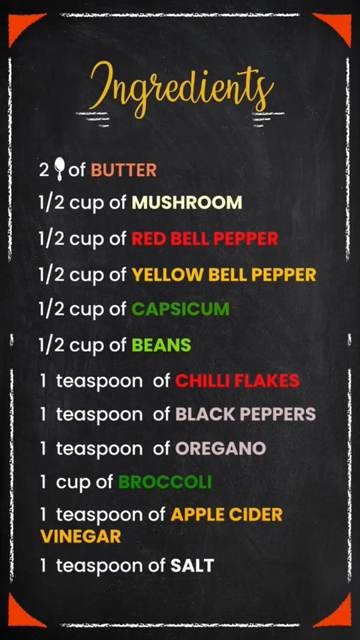 Ingredients
2 of BUTTER
1/2 cup of MUSHROOM
1/2 cup of RED BELL PEPPER
1/2 cup of YELLOW BELL PEPPER
1/2 cup of CAPSICUM
1/2 cup of BEANS
1 teaspoon of CHILLI FLAKES
1 teaspoon of BLACK PEPPERS
1 teaspoon of OREGANO
1 cup of BROCCOLI
1 teaspoon of APPLE CIDER
VINEGAR
1 teaspoon of SALT